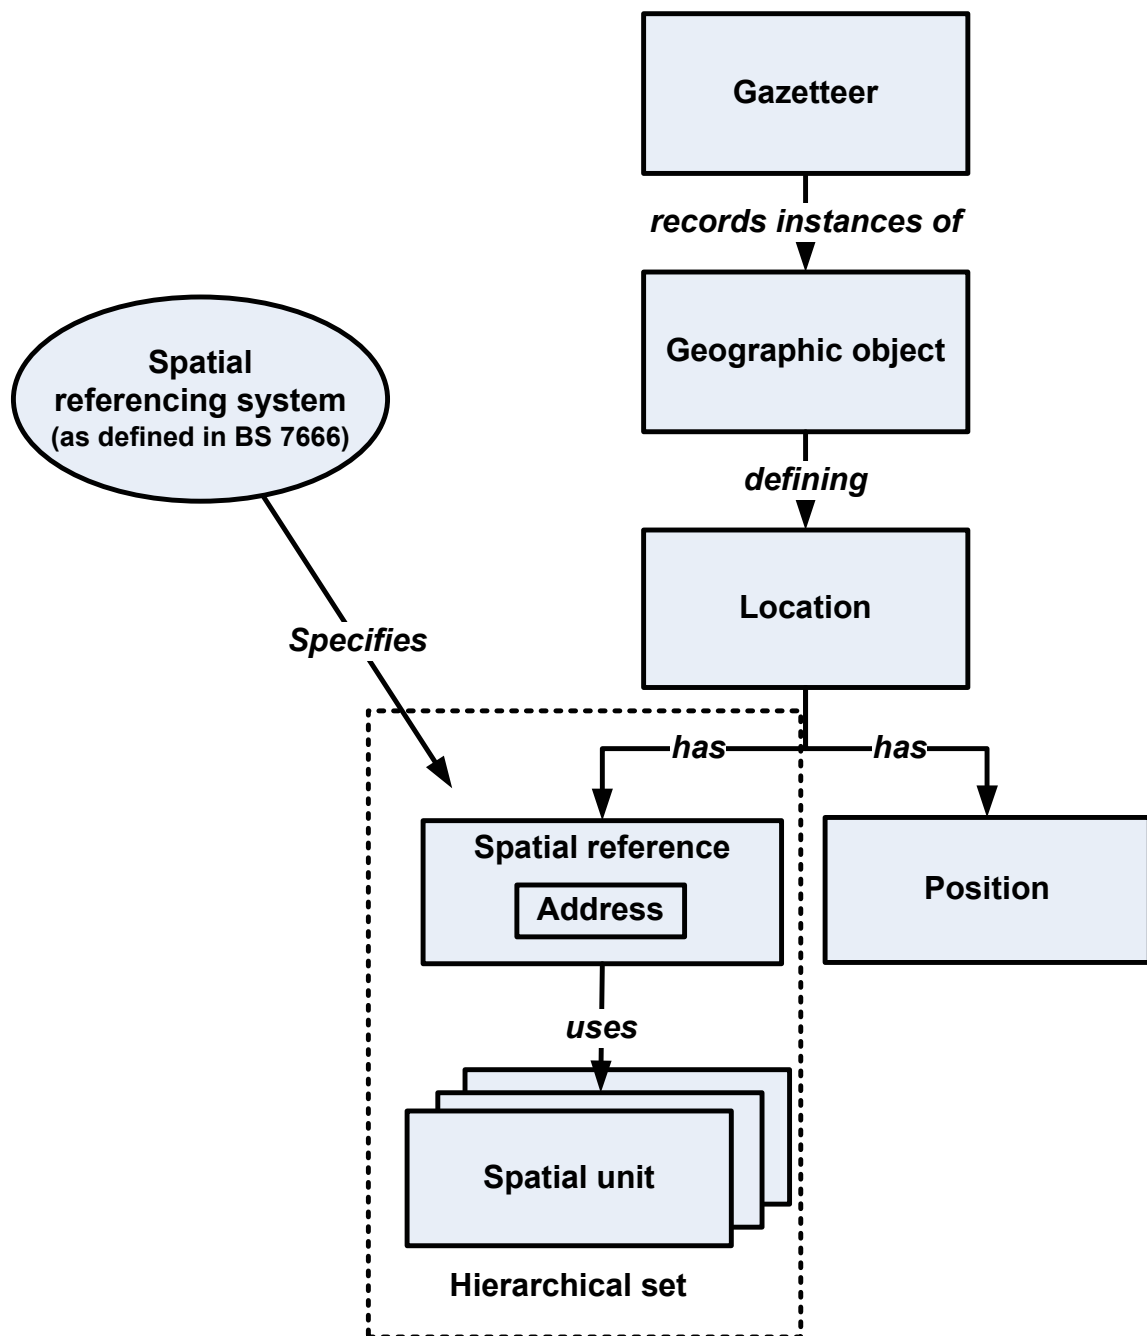 Gazetteer
records instances of
Geographic object
Spatial
referencing system
(as defined in BS 7666)
defining
Location
Specifies
has
has
Spatial reference
Address
Position
uses
Spatial unit
Hierarchical set